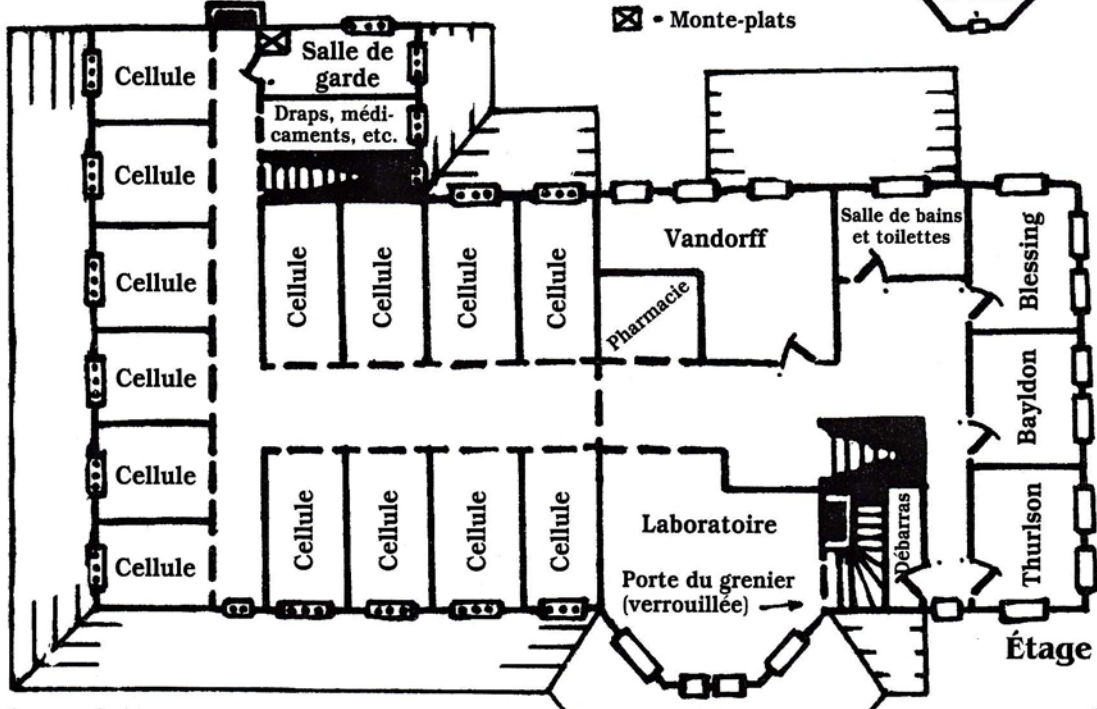 - Monte-plats
Salle de
garde
Draps, médi-
caments, etc.
Cellule
Cellule
Cellule
Cellule
Cellule
Cellule
Cellule
Cellule
Cellule
Cellule
Vandorff
Pharmacie
Salle de bains
et toilettes
Blessing
Bayldon
Thurlson
Cellule
Cellule
Cellule
Cellule
Laboratoire
Porte du grenier
(verrouillée)
Débarras
Étage